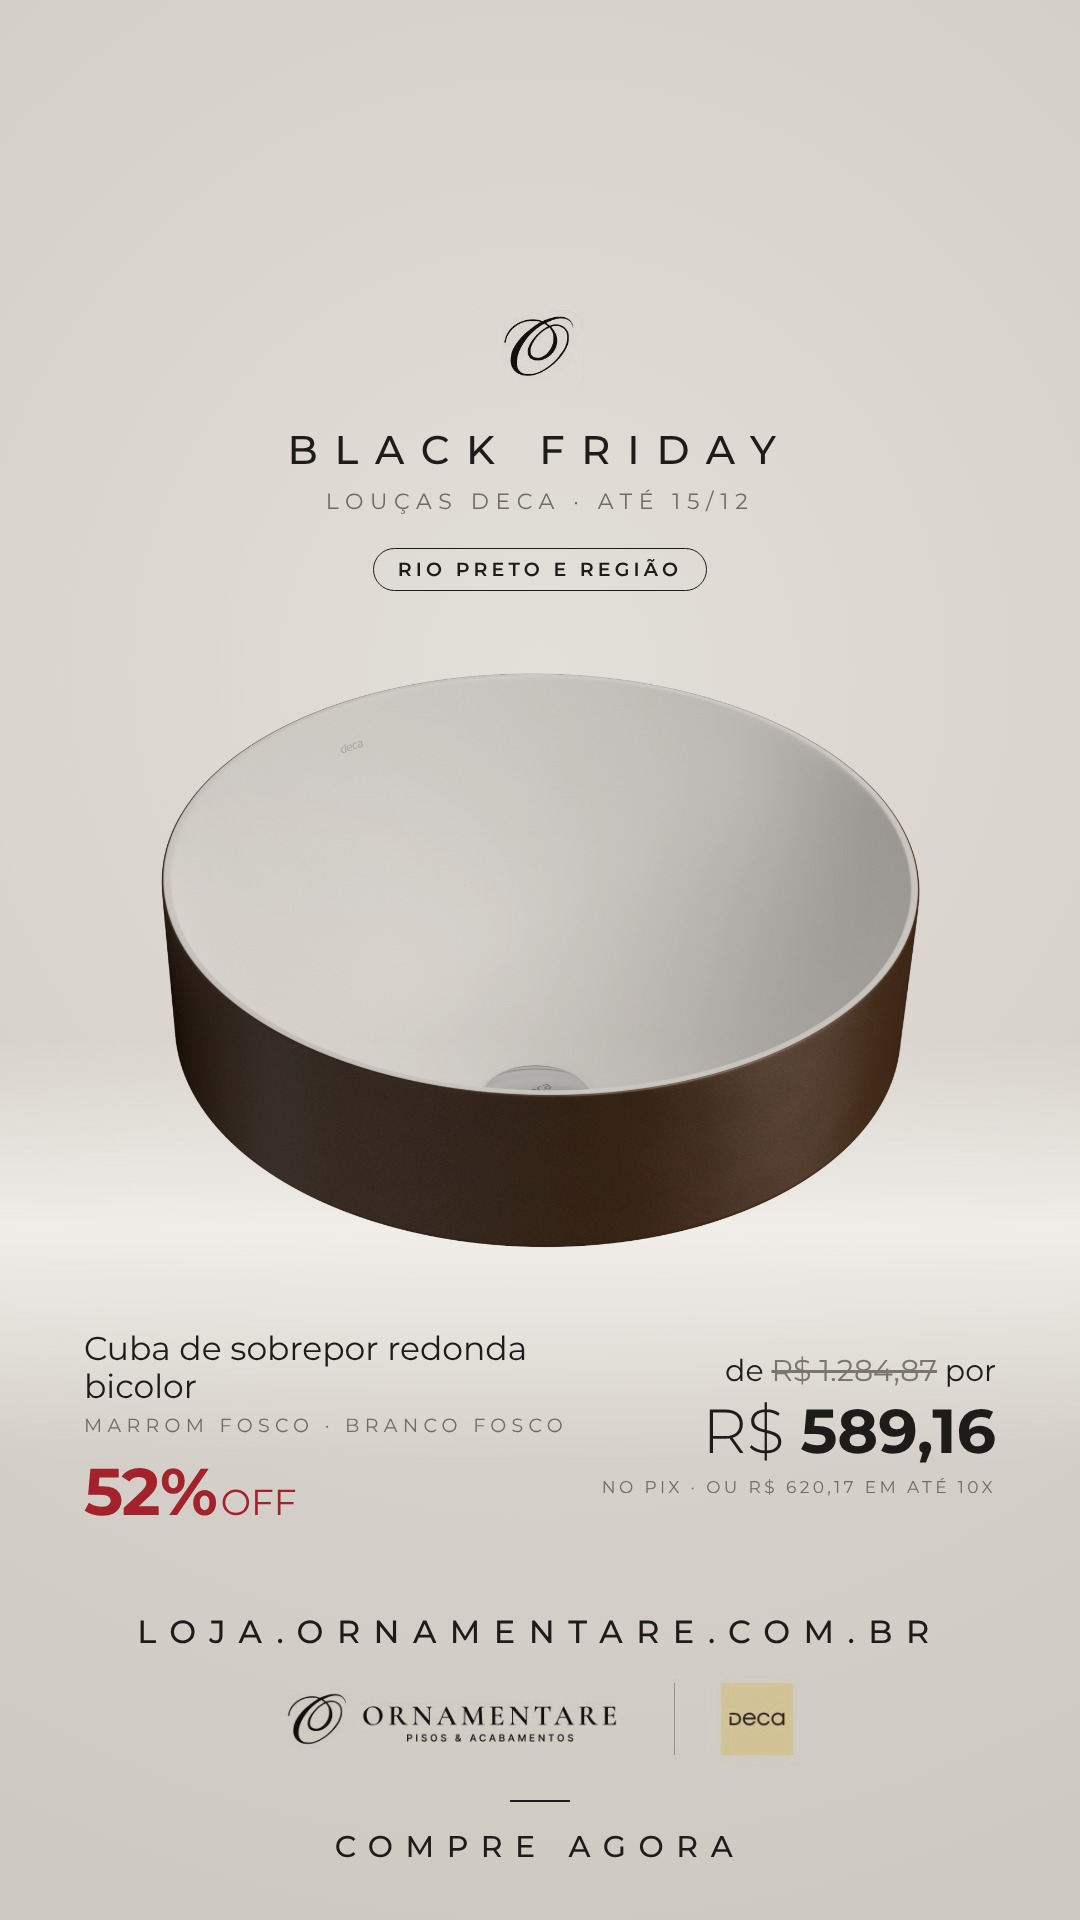 O
BLACK FRIDAY
LOUÇAS DECA · ATÉ 15/12
RIO PRETO E REGIÃO
deca
Cuba de sobrepor redonda
bicolor
MARROM FOSCO · BRANCO FOSCO
52% OFF
de R$ 1.284,87 por
R$ 589,16
NO PIX · OU R$ 620,17 EM ATÉ 10X
LOJA.ORNAMENTARE.COM.BR
O ORNAMENTARE
PISOS & ACABAMENTOS
Deca
COMPRE AGORA